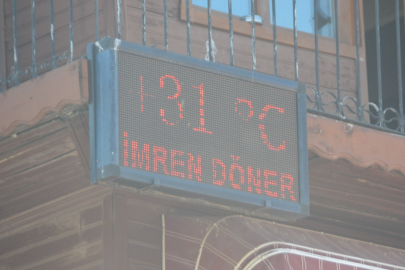 +31 °C
İMREN DÖNER